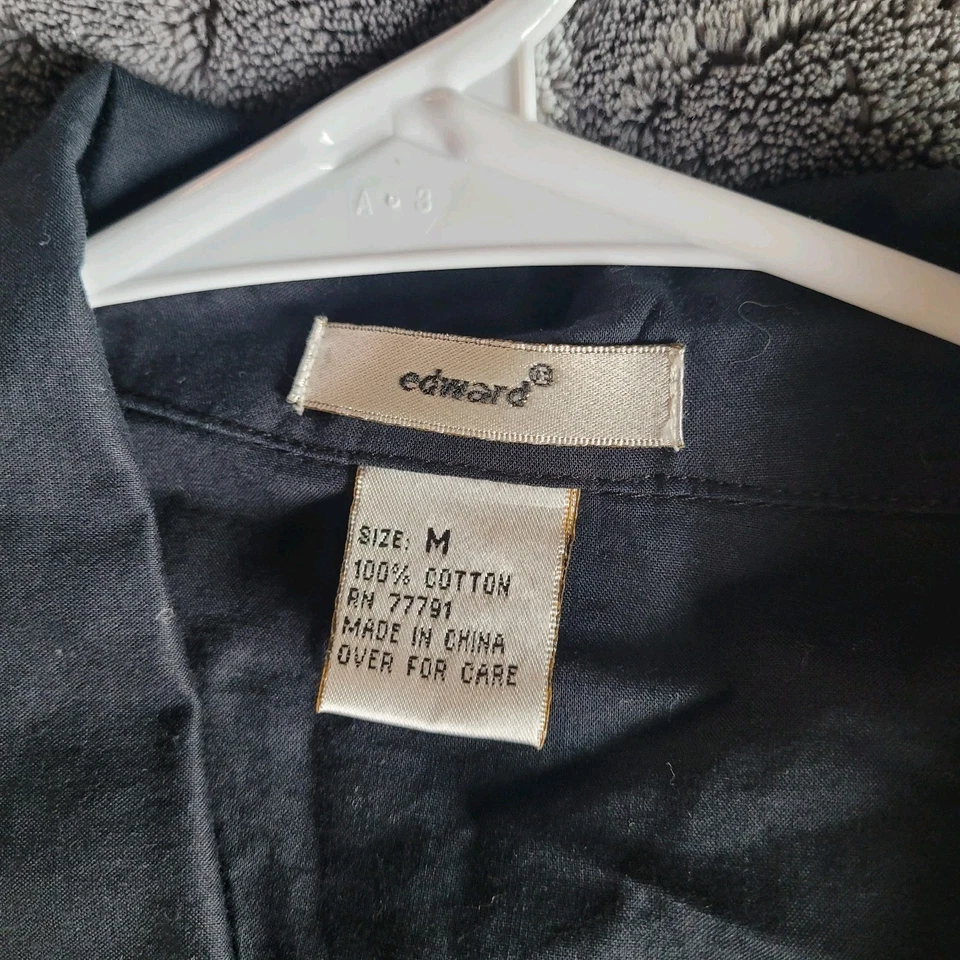 A 8
edward®
SIZE: M
100% COTTON
RN 77791
MADE IN CHINA
OVER FOR CARE